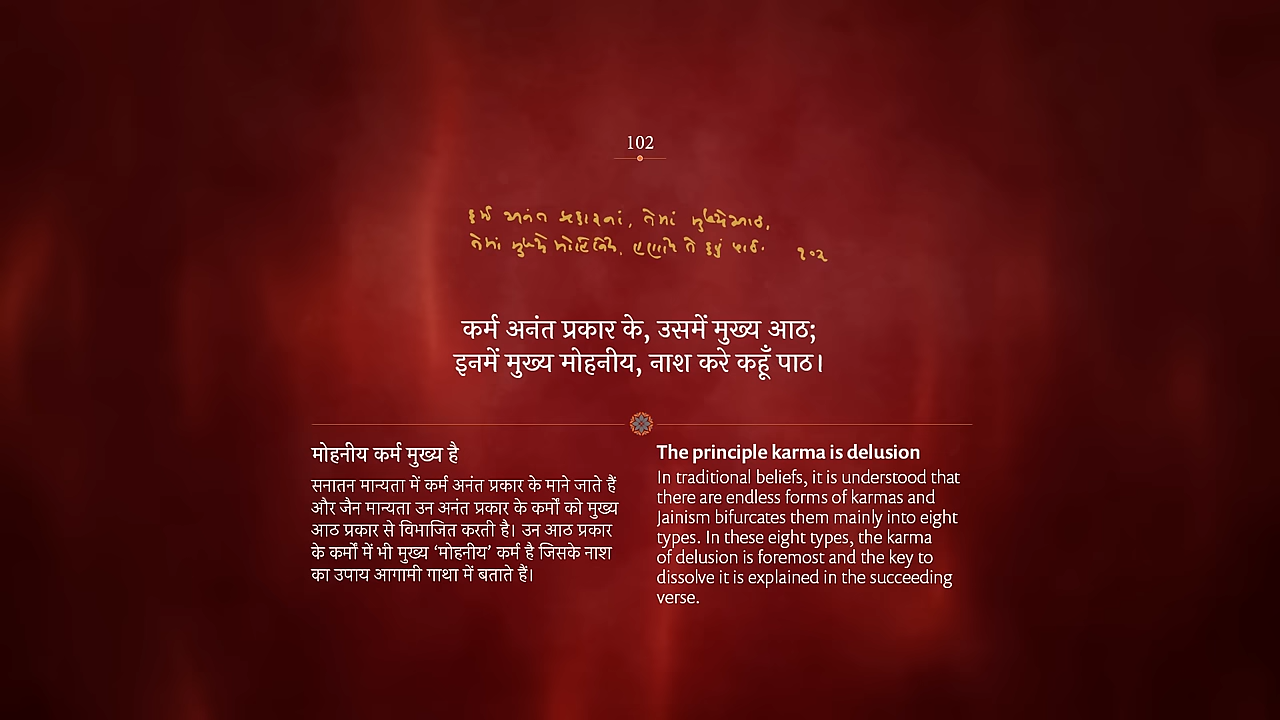 102
કર્મ અનંત પ્રકારનાં, તેમાં મુખ્યે આઠ,
તેમાં મુખ્યે મોહિનિય, હણાય તે કહું પાઠ. ૧૦૨
कर्म अनंत प्रकार के, उसमें मुख्य आठ;
इनमें मुख्य मोहनीय, नाश करे कहूँ पाठ।
मोहनीय कर्म मुख्य है
सनातन मान्यता में कर्म अनंत प्रकार के माने जाते हैं
और जैन मान्यता उन अनंत प्रकार के कर्मों को मुख्य
आठ प्रकार से विभाजित करती है। उन आठ प्रकार
के कर्मों में भी मुख्य ‘मोहनीय’ कर्म है जिसके नाश
का उपाय आगामी गाथा में बताते हैं।
The principle karma is delusion
In traditional beliefs, it is understood that
there are endless forms of karmas and
Jainism bifurcates them mainly into eight
types. In these eight types, the karma
of delusion is foremost and the key to
dissolve it is explained in the succeeding
verse.